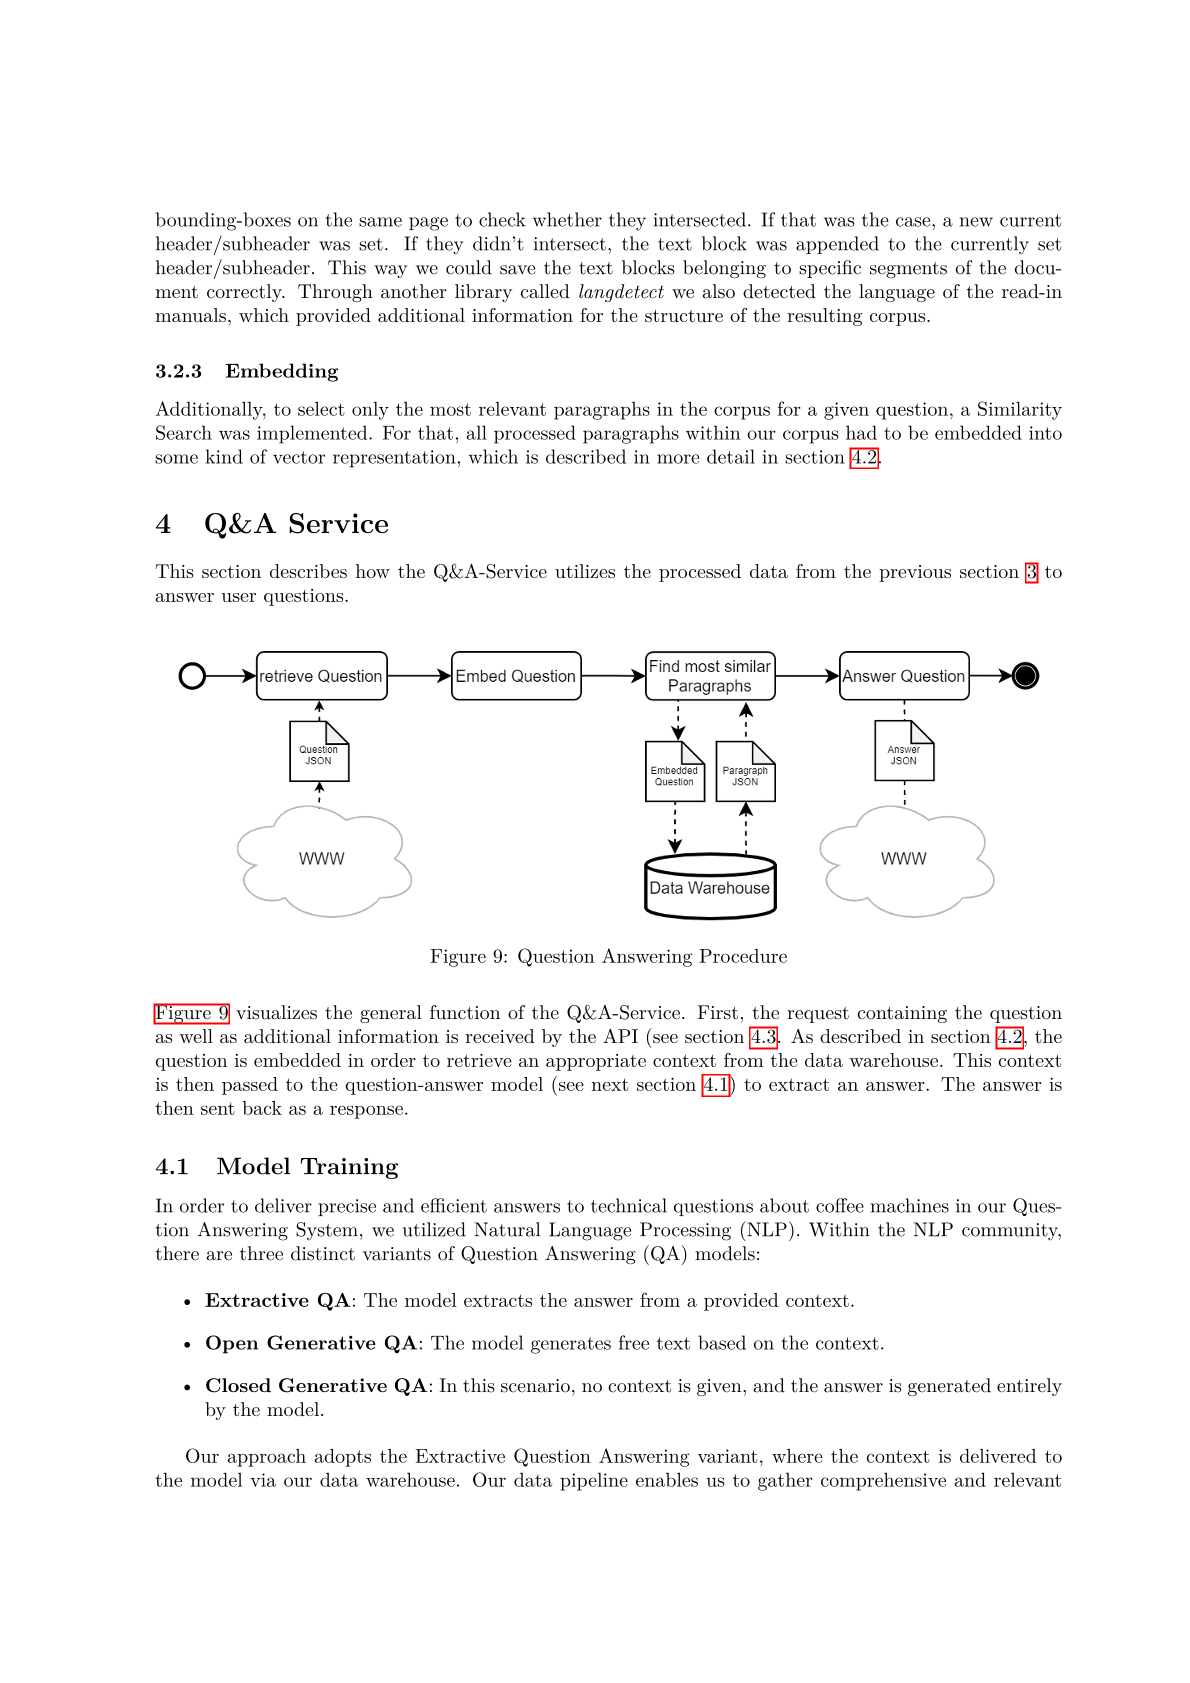 bounding-boxes on the same page to check whether they intersected. If that was the case, a new current
header/subheader was set. If they didn't intersect, the text block was appended to the currently set
header/subheader. This way we could save the text blocks belonging to specific segments of the docu-
ment correctly. Through another library called langdetect we also detected the language of the read-in
manuals, which provided additional information for the structure of the resulting corpus.
3.2.3 Embedding
Additionally, to select only the most relevant paragraphs in the corpus for a given question, a Similarity
Search was implemented. For that, all processed paragraphs within our corpus had to be embedded into
some kind of vector representation, which is described in more detail in section 4.2.
4 Q&A Service
This section describes how the Q&A-Service utilizes the processed data from the previous section 3 to
answer user questions.
retrieve Question
Embed Question
Find most similar
Paragraphs
Answer Question
Question
JSON
Embedded
Question
Paragraph
JSON
Answer
JSON
WWW
Data Warehouse
WWW
Figure 9: Question Answering Procedure
Figure 9 visualizes the general function of the Q&A-Service. First, the request containing the question
as well as additional information is received by the API (see section 4.3. As described in section 4.2, the
question is embedded in order to retrieve an appropriate context from the data warehouse. This context
is then passed to the question-answer model (see next section 4.1) to extract an answer. The answer is
then sent back as a response.
4.1 Model Training
In order to deliver precise and efficient answers to technical questions about coffee machines in our Ques-
tion Answering System, we utilized Natural Language Processing (NLP). Within the NLP community,
there are three distinct variants of Question Answering (QA) models:
• Extractive QA: The model extracts the answer from a provided context.
• Open Generative QA: The model generates free text based on the context.
• Closed Generative QA: In this scenario, no context is given, and the answer is generated entirely
by the model.
Our approach adopts the Extractive Question Answering variant, where the context is delivered to
the model via our data warehouse. Our data pipeline enables us to gather comprehensive and relevant